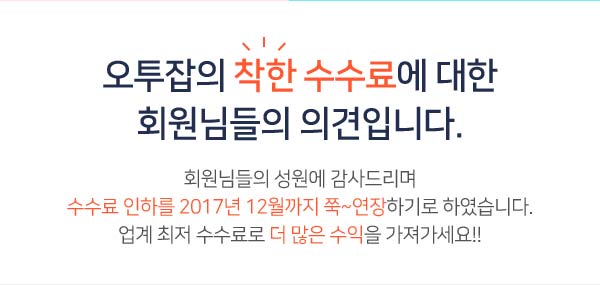 오투잡의 착한 수수료에 대한
회원님들의 의견입니다.
회원님들의 성원에 감사드리며
수수료 인하를 2017년 12월까지 쭉~연장하기로 하였습니다.
업계 최저 수수료로 더 많은 수익을 가져가세요!!